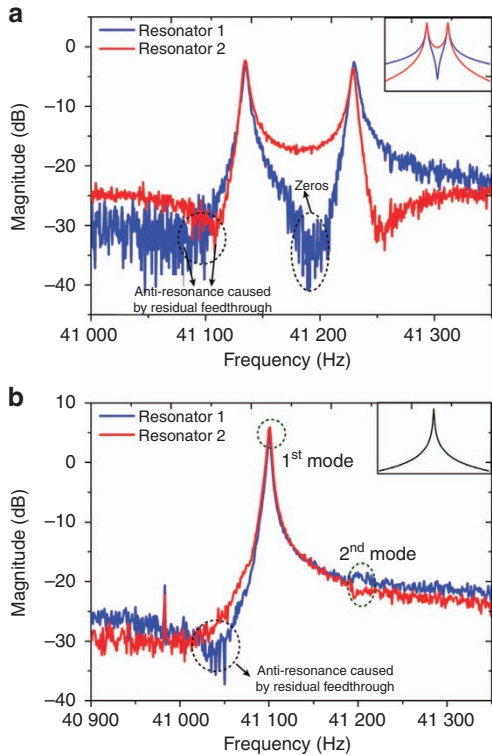 a
Resonator 1
Resonator 2
0
−10
−20
−30
−40
Magnitude (dB)
Zeros
Anti-resonance caused
by residual feedthrough
41 000
41 100
41 200
41 300
Frequency (Hz)
b
Resonator 1
Resonator 2
10
0
−10
−20
−30
−40
Magnitude (dB)
1st mode
2nd mode
Anti-resonance caused
by residual feedthrough
40 900
41 000
41 100
41 200
41 300
Frequency (Hz)